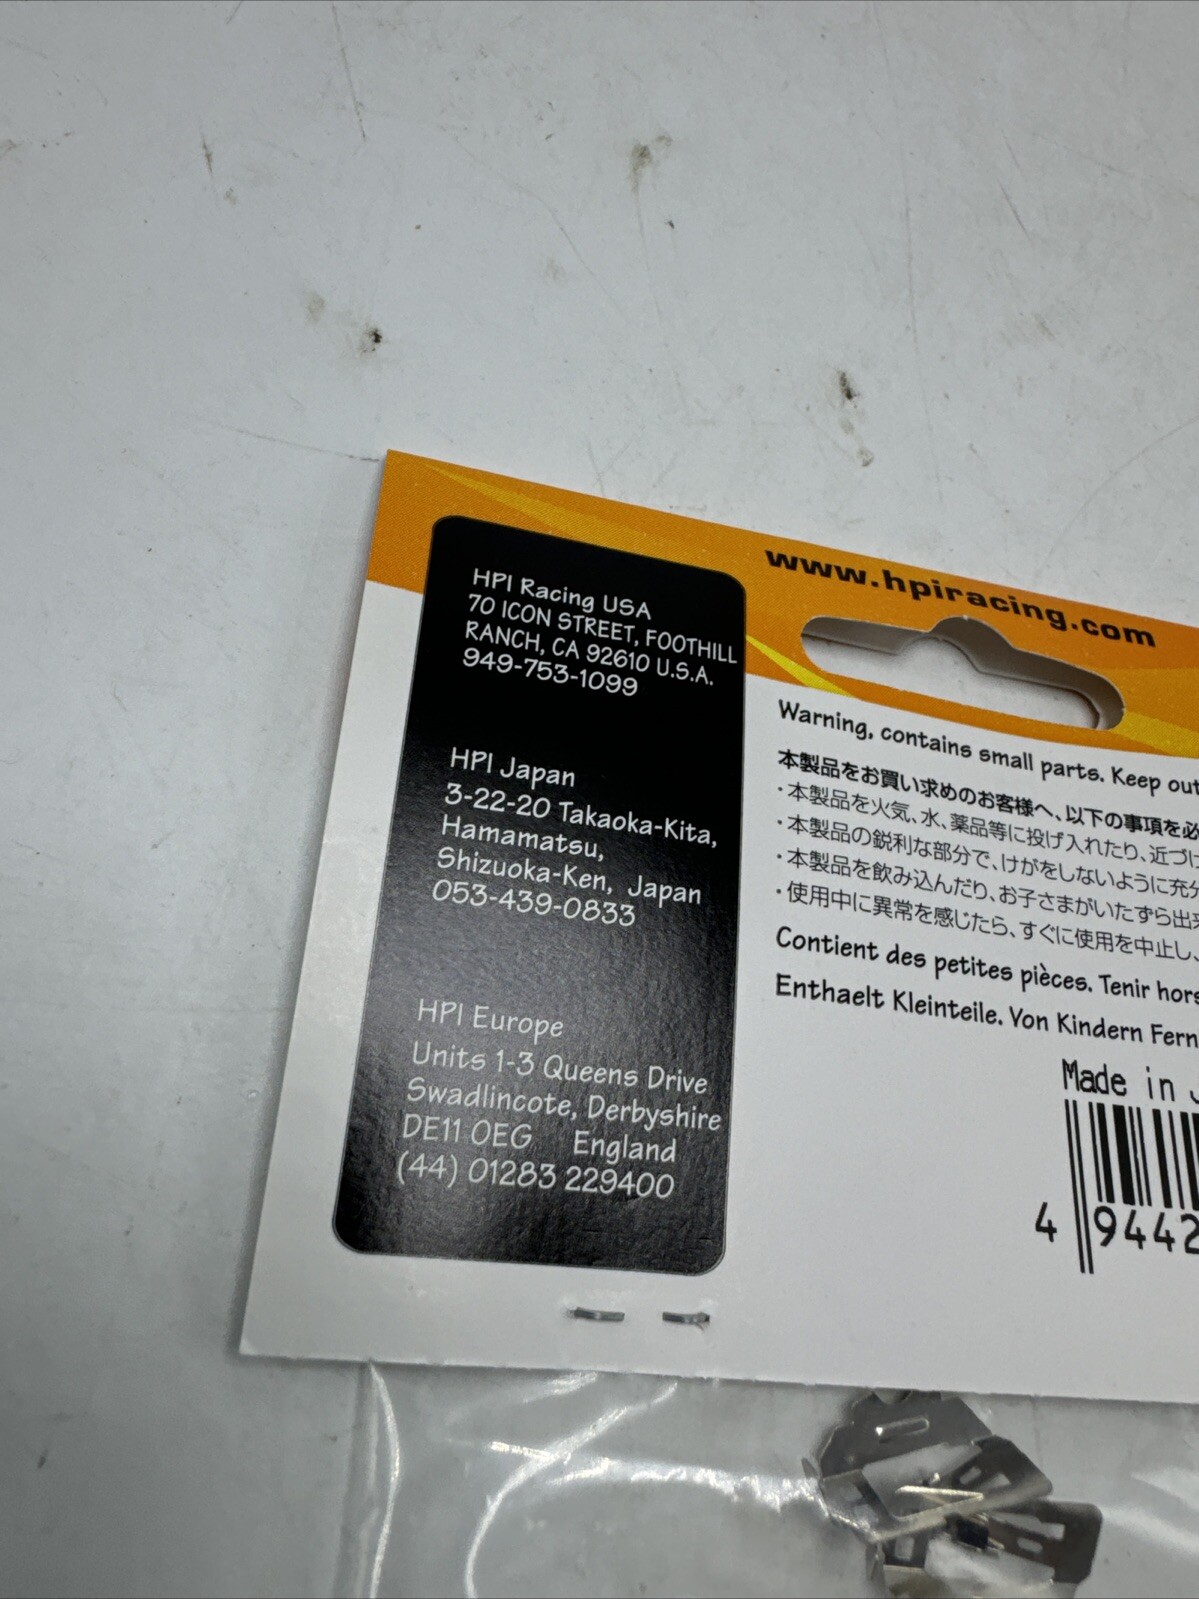 HPI Racing USA
70 ICON STREET, FOOTHILL
RANCH, CA 92610 U.S.A.
949-753-1099
HPI Japan
3-22-20 Takaoka-Kita,
Hamamatsu,
Shizuoka-Ken, Japan
053-439-0833
HPI Europe
Units 1-3 Queens Drive
Swadlincote, Derbyshire
DE11 0EG England
(44) 01283 229400
www.hpiracing.com
Warning, contains small parts. Keep out
本製品をお買い求めのお客様へ、以下の事項を必
・本製品を火気、水、薬品等に投げ入れたり、近づけ
・本製品の鋭利な部分で、けがをしないように充分
・本製品を飲み込んだり、お子さまがいたずら出来
・使用中に異常を感じたら、すぐに使用を中止し、
Contient des petites pièces. Tenir hors
Enthaelt Kleinteile. Von Kindern Fern
Made in
4 9442